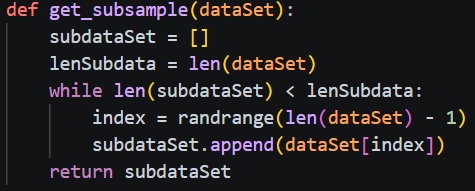 def get_subsample(dataSet):
    subdataSet = []
    lenSubdata = len(dataSet)
    while len(subdataSet) < lenSubdata:
        index = randrange(len(dataSet) - 1)
        subdataSet.append(dataSet[index])
    return subdataSet